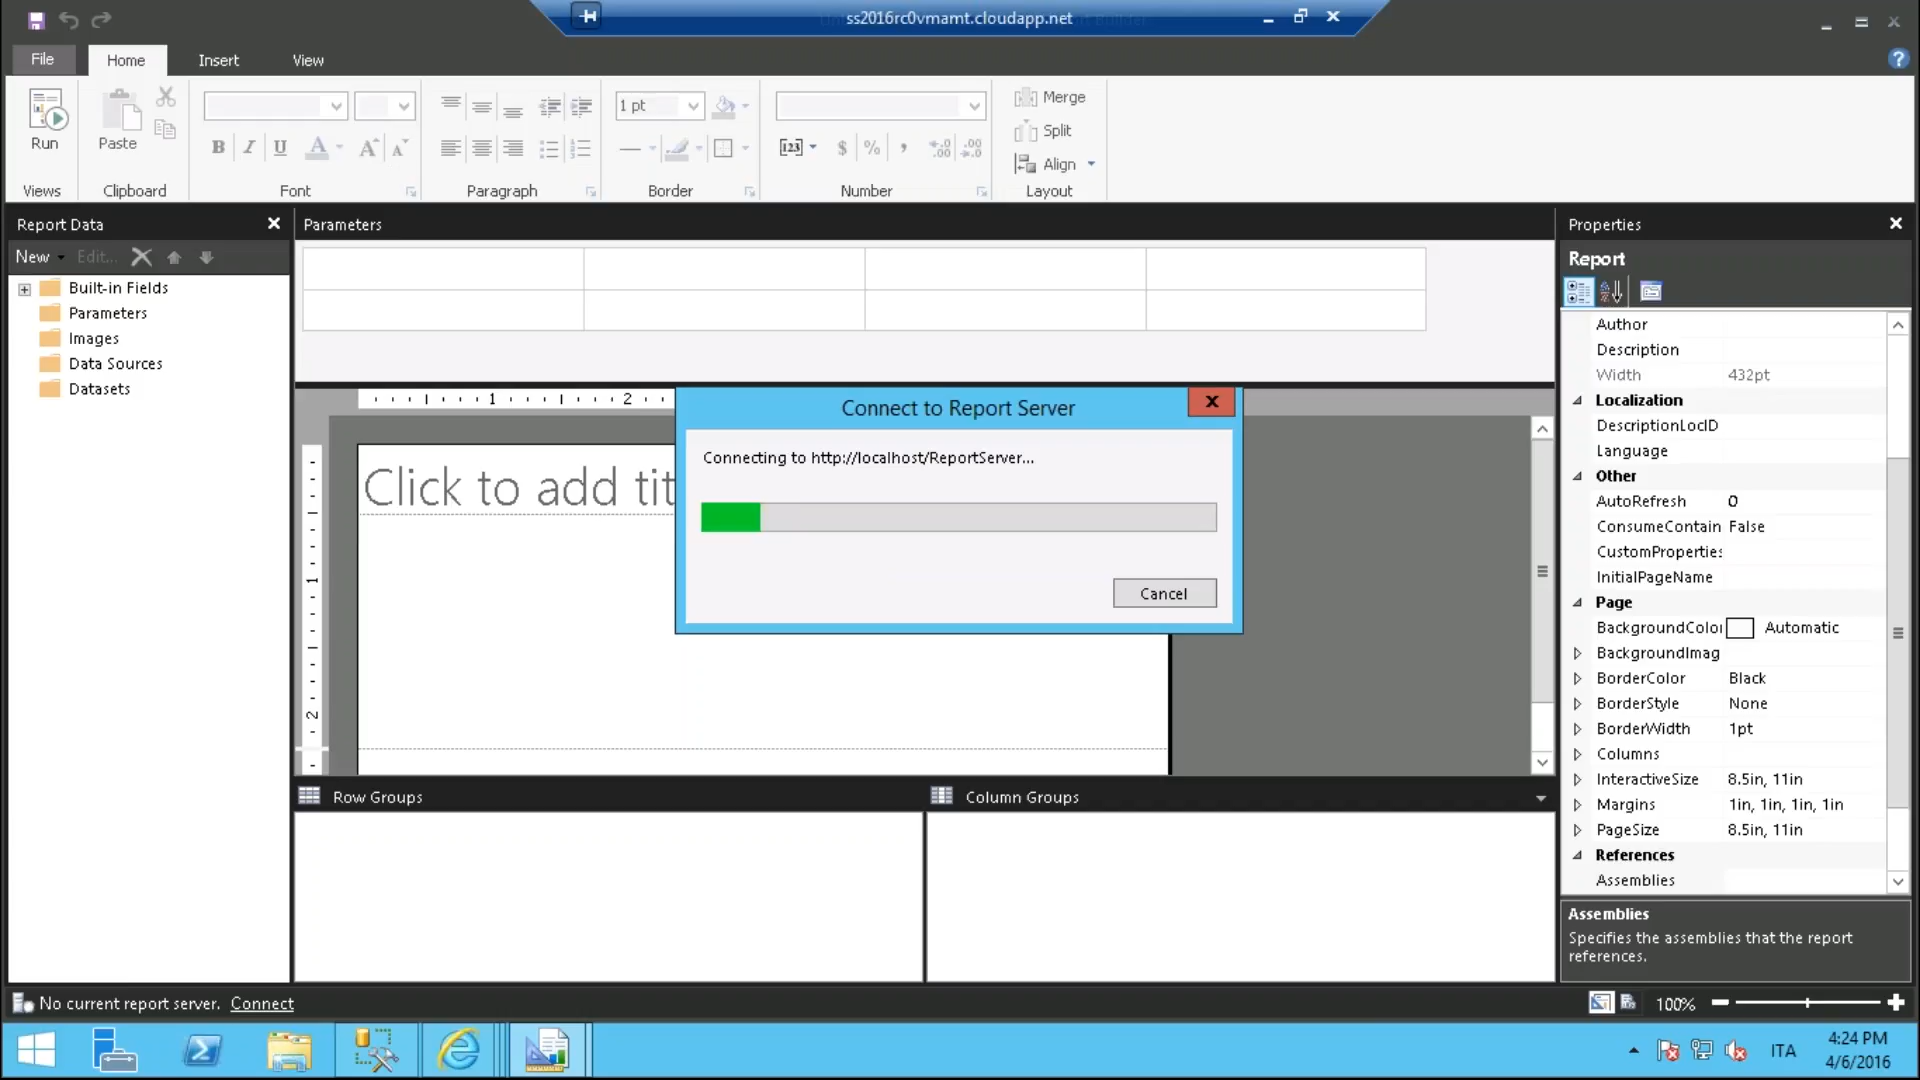 ss2016rc0vmamt.cloudapp.net
File
Home
Insert
View
Run
Paste
1 pt
Merge
Split
Align
B I U A A A
[123] $ % ,
Views
Clipboard
Font
Paragraph
Border
Number
Layout
Report Data
Parameters
Properties
New Edit...
Report
Built-in Fields
Parameters
Images
Data Sources
Datasets
1 2
Click to add tit
1
2
Connect to Report Server
Connecting to http://localhost/ReportServer...
Cancel
Author
Description
Width 432pt
Localization
DescriptionLocID
Language
Other
AutoRefresh 0
ConsumeContain False
CustomProperties
InitialPageName
Page
BackgroundColor Automatic
BackgroundImag
BorderColor Black
BorderStyle None
BorderWidth 1pt
Columns
InteractiveSize 8.5in, 11in
Margins 1in, 1in, 1in, 1in
PageSize 8.5in, 11in
References
Assemblies
Row Groups
Column Groups
Assemblies
Specifies the assemblies that the report
references.
No current report server. Connect
100%
ITA
4:24 PM
4/6/2016